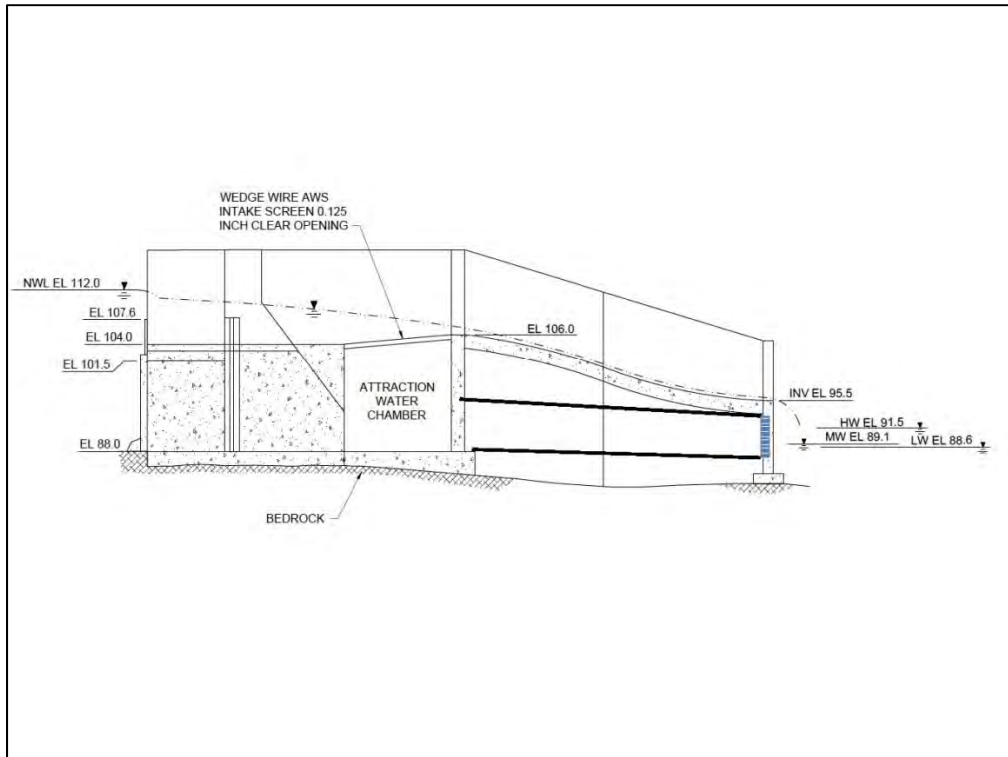 WEDGE WIRE AWS
INTAKE SCREEN 0.125
INCH CLEAR OPENING
NWL EL 112.0
EL 107.6
EL 104.0
EL 101.5
EL 106.0
ATTRACTION
WATER
CHAMBER
INV EL 95.5
HW EL 91.5
MW EL 89.1
LW EL 88.6
EL 88.0
BEDROCK